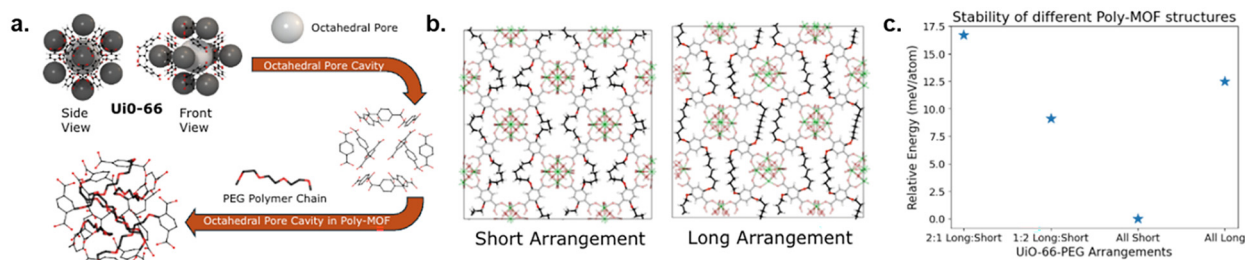 a.
Octahedral Pore
Octahedral Pore Cavity
Side
View
Ui0-66
Front
View
PEG Polymer Chain
Octahedral Pore Cavity in Poly-MOF
b.
Short Arrangement
Long Arrangement
c.
Stability of different Poly-MOF structures
Relative Energy (meV/atom)
17.5
15.0
12.5
10.0
7.5
5.0
2.5
0.0
2:1 Long:Short
1:2 Long:Short
All Short
All Long
UiO-66-PEG Arrangements